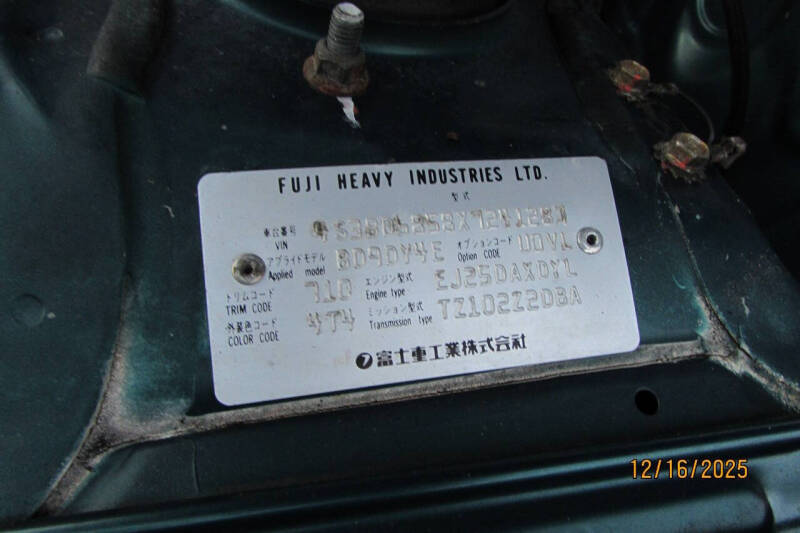 FUJI HEAVY INDUSTRIES LTD.
型式
車台番号
VIN
アプライドモデル BD9DY4E オプションコード UDYL
Applied model Option CODE
トリムコード 710 エンジン型式 EJ25DAXDYL
TRIM CODE Engine type
外装色コード 4T4 ミッション型式 TZ102Z2DBA
COLOR CODE Transmission type
富士重工業株式会社
12/16/2025